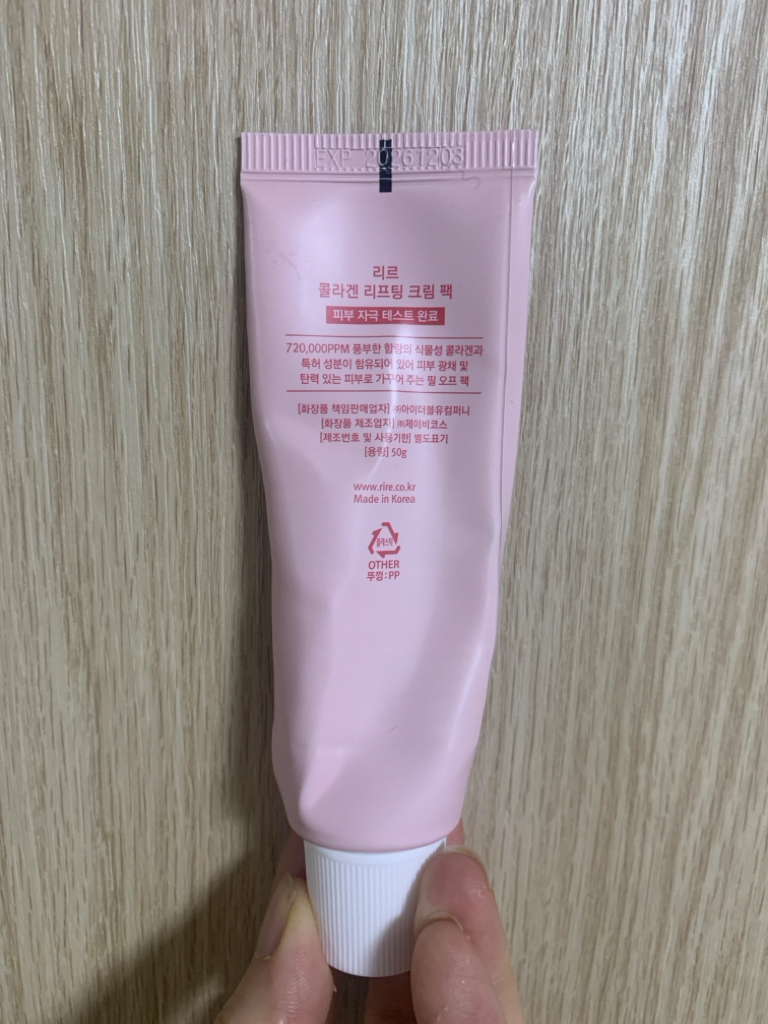 EXP 20261203
리르
콜라겐 리프팅 크림 팩
피부 자극 테스트 완료
720,000PPM 풍부한 함량의 식물성 콜라겐과
특허 성분이 함유되어 있어 피부 광채 및
탄력 있는 피부로 가꾸어 주는 필 오프 팩
[화장품 책임판매업자] ㈜아이더블유컴퍼니
[화장품 제조업자] ㈜제이비코스
[제조번호 및 사용기한] 별도표기
[용량] 50g
www.rire.co.kr
Made in Korea
플라스틱
OTHER
뚜껑:PP